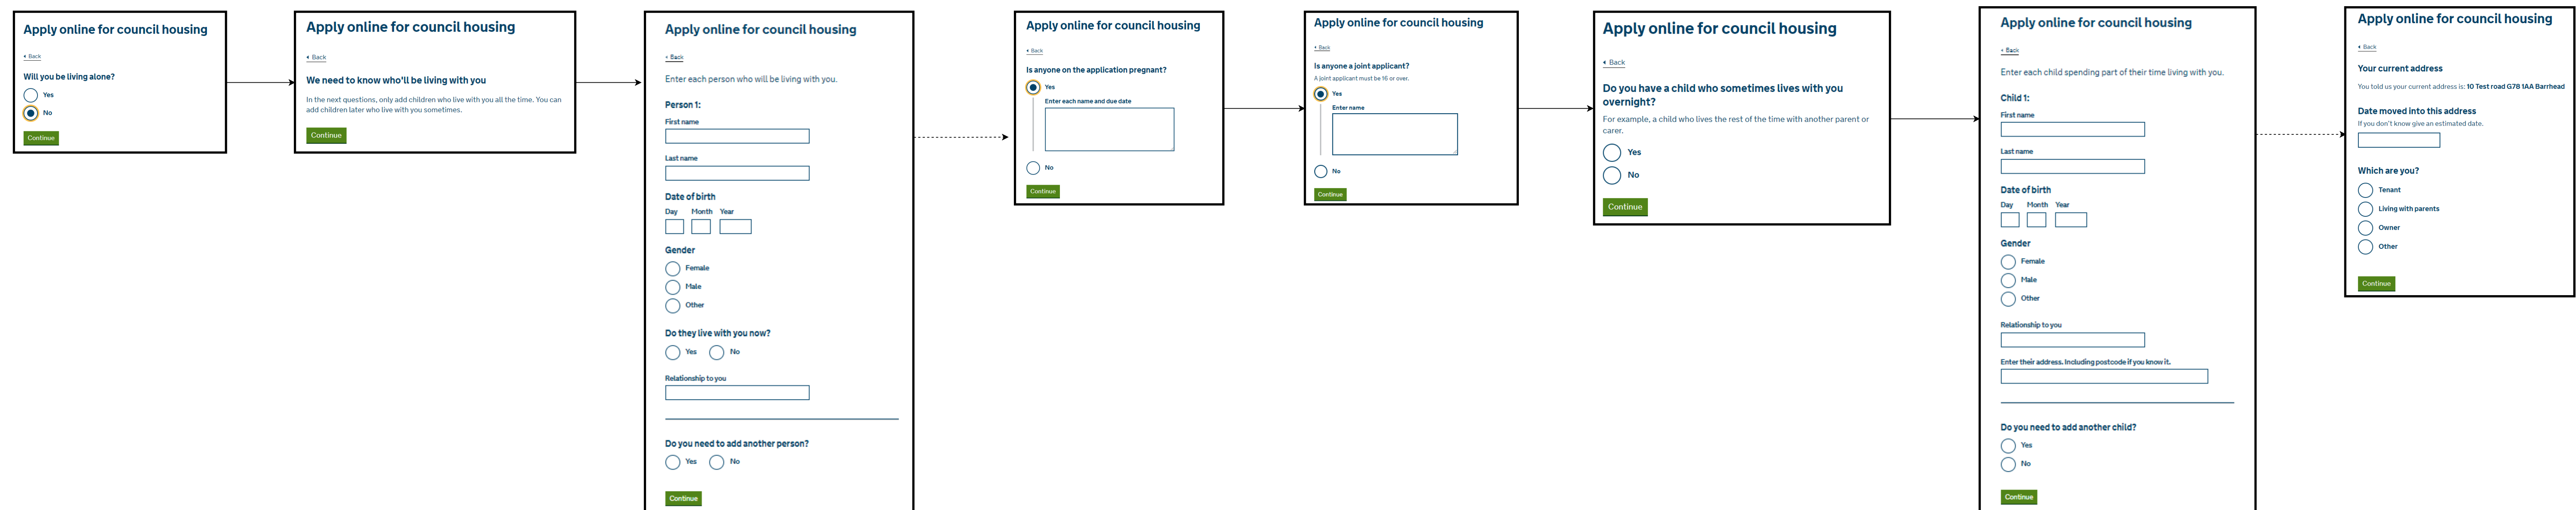 Apply online for council housing
Back
Will you be living alone?
Yes
No
Continue
Apply online for council housing
Back
We need to know who'll be living with you
In the next questions, only add children who live with you all the time. You can
add children later who live with you sometimes.
Continue
Apply online for council housing
Back
Enter each person who will be living with you.
Person 1:
First name
Last name
Date of birth
Day Month Year
Gender
Female
Male
Other
Do they live with you now?
Yes No
Relationship to you
Do you need to add another person?
Yes No
Continue
Apply online for council housing
Back
Is anyone on the application pregnant?
Yes
Enter each name and due date
No
Continue
Apply online for council housing
Back
Is anyone a joint applicant?
A joint applicant must be 16 or over.
Yes
Enter name
No
Continue
Apply online for council housing
Back
Do you have a child who sometimes lives with you
overnight?
For example, a child who lives the rest of the time with another parent or
carer.
Yes
No
Continue
Apply online for council housing
Back
Enter each child spending part of their time living with you.
Child 1:
First name
Last name
Date of birth
Day Month Year
Gender
Female
Male
Other
Relationship to you
Enter their address. Including postcode if you know it.
Do you need to add another child?
Yes
No
Continue
Apply online for council housing
Back
Your current address
You told us your current address is: 10 Test road G78 1AA Barrhead
Date moved into this address
If you don't know give an estimated date.
Which are you?
Tenant
Living with parents
Owner
Other
Continue